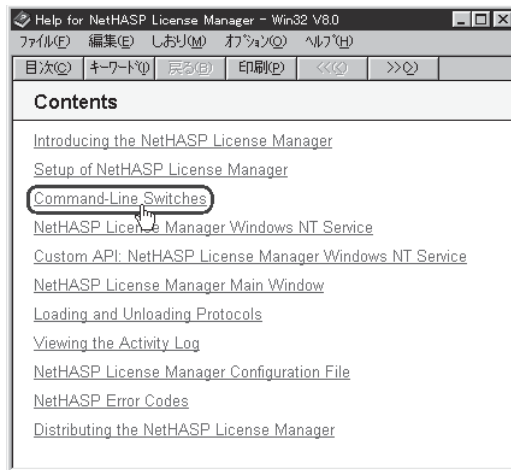 Help for NetHASP License Manager - Win32 V8.0
ファイル(F) 編集(E) しおり(M) オプション(O) ヘルプ(H)
目次(C) キーワード(I) 戻る(B) 印刷(P) <<(<) >>(>)
Contents
Introducing the NetHASP License Manager
Setup of NetHASP License Manager
Command-Line Switches
NetHASP License Manager Windows NT Service
Custom API: NetHASP License Manager Windows NT Service
NetHASP License Manager Main Window
Loading and Unloading Protocols
Viewing the Activity Log
NetHASP License Manager Configuration File
NetHASP Error Codes
Distributing the NetHASP License Manager